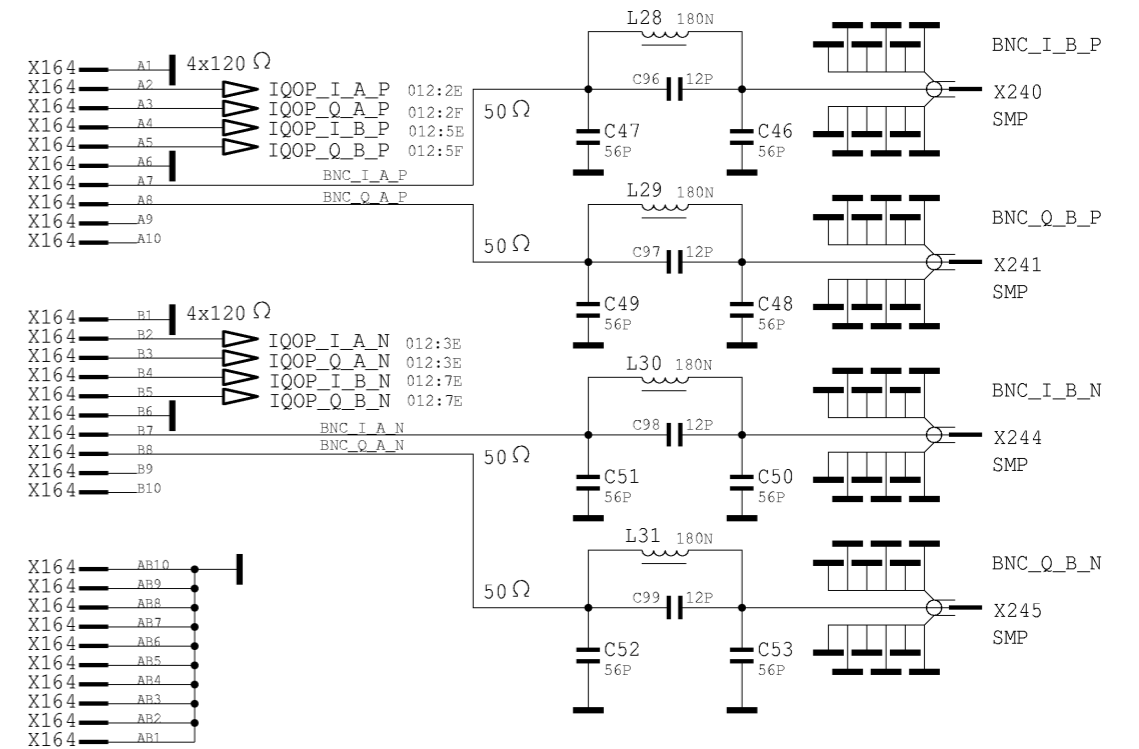 L28 180N
C96 12P
C47
56P
C46
56P
BNC_I_B_P
X240
SMP
X164 A1
4x120 Ω
X164 A2
IQOP_I_A_P 012:2E
X164 A3
IQOP_Q_A_P 012:2F
X164 A4
IQOP_I_B_P 012:5E
X164 A5
IQOP_Q_B_P 012:5F
X164 A6
X164 A7
BNC_I_A_P
50 Ω
X164 A8
BNC_Q_A_P
50 Ω
X164 A9
X164 A10
L29 180N
C97 12P
C49
56P
C48
56P
BNC_Q_B_P
X241
SMP
X164 B1
4x120 Ω
X164 B2
IQOP_I_A_N 012:3E
X164 B3
IQOP_Q_A_N 012:3E
X164 B4
IQOP_I_B_N 012:7E
X164 B5
IQOP_Q_B_N 012:7E
X164 B6
X164 B7
BNC_I_A_N
X164 B8
BNC_Q_A_N
50 Ω
X164 B9
X164 B10
L30 180N
C98 12P
C51
56P
C50
56P
BNC_I_B_N
X244
SMP
50 Ω
L31 180N
C99 12P
C52
56P
C53
56P
BNC_Q_B_N
X245
SMP
X164 AB10
X164 AB9
X164 AB8
X164 AB7
X164 AB6
X164 AB5
X164 AB4
X164 AB3
X164 AB2
X164 AB1